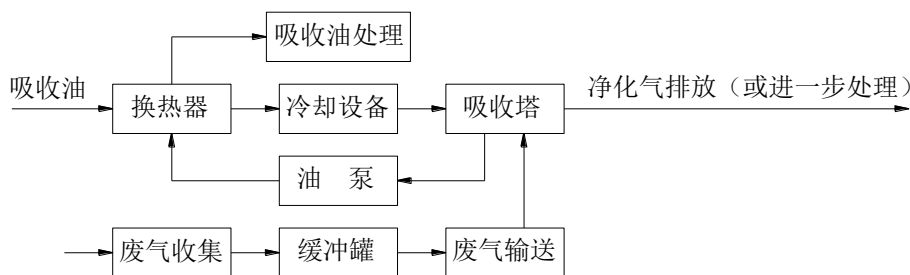 吸收油处理
吸收油
换热器
冷却设备
吸收塔
净化气排放（或进一步处理）
油 泵
废气收集
缓冲罐
废气输送